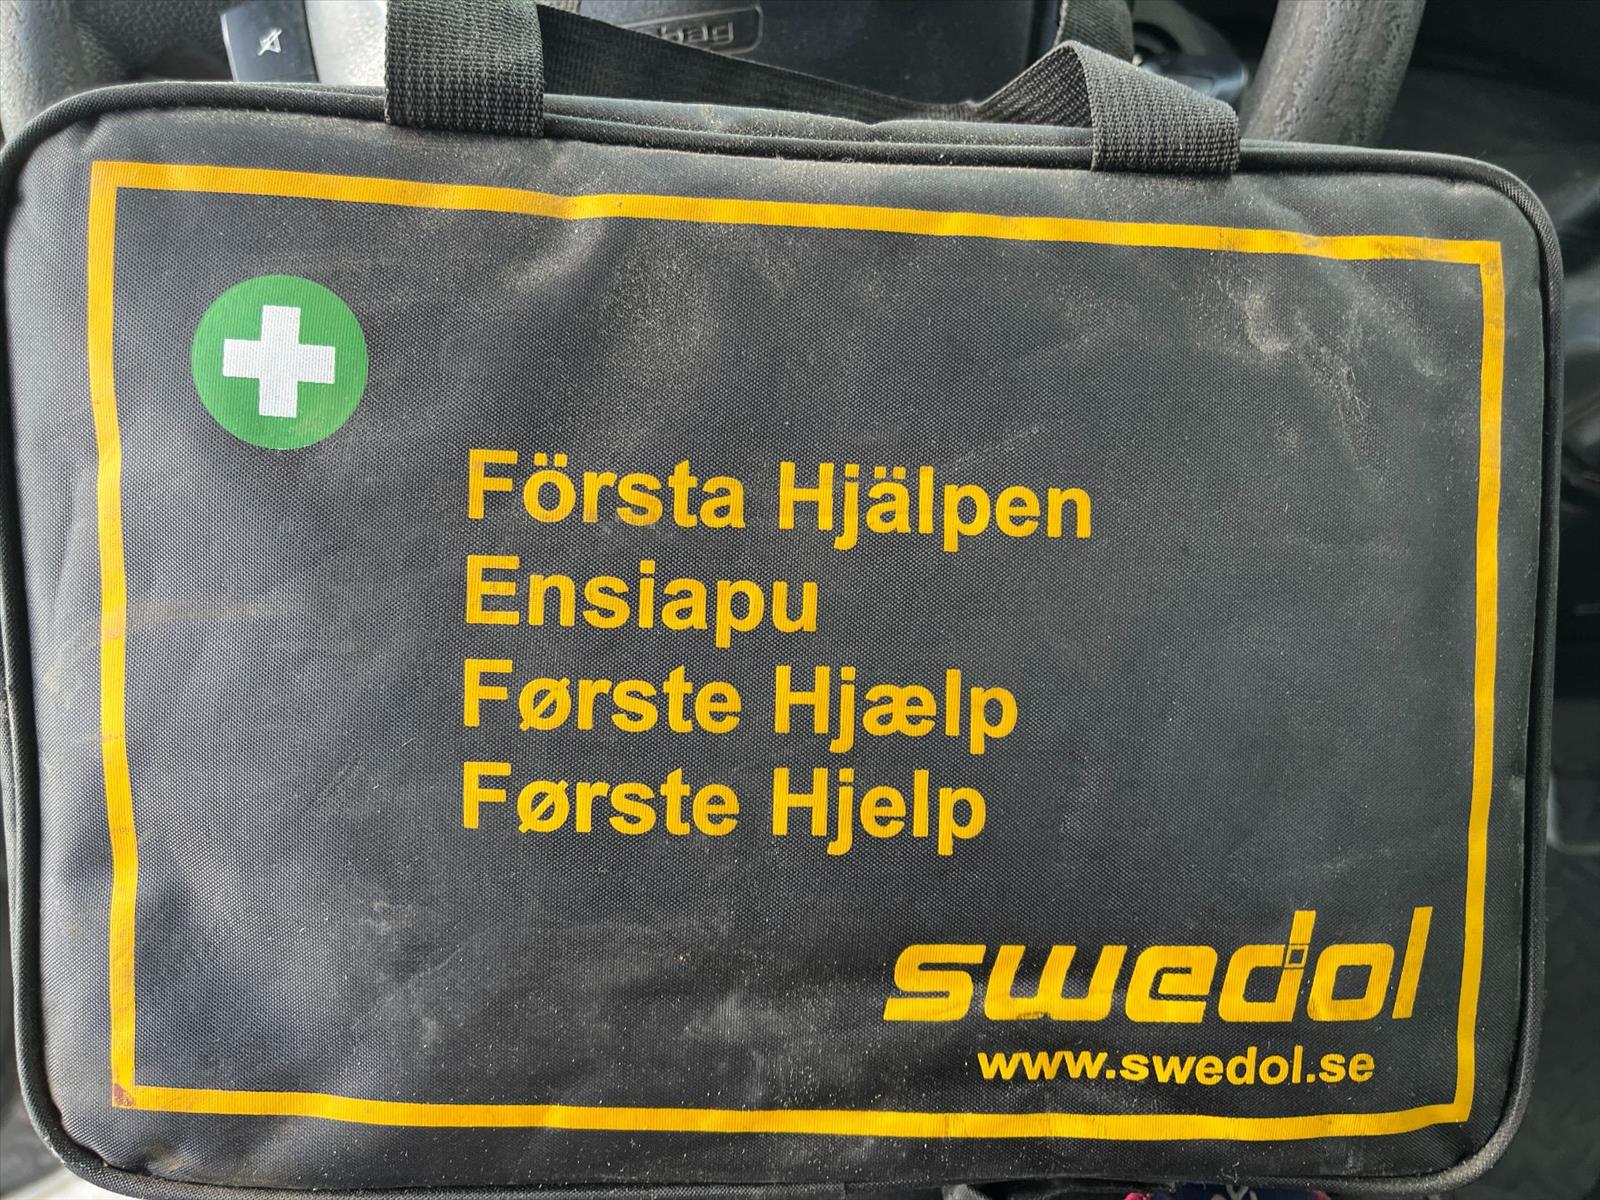 Första Hjälpen
Ensiapu
Første Hjælp
Første Hjelp
swedol
www.swedol.se